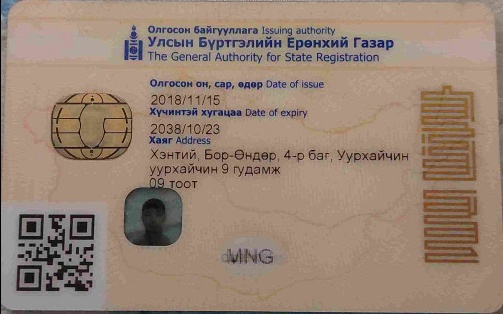 Олгосон байгууллага Issuing authority
Улсын Бүртгэлийн Ерөнхий Газар
The General Authority for State Registration
Олгосон он, сар, өдөр Date of issue
2018/11/15
Хүчинтэй хугацаа Date of expiry
2038/10/23
Хаяг Address
Хэнтий, Бор-Өндөр, 4-р баг, Уурхайчин
уурхайчин 9 гудамж
09 тоот
MNG